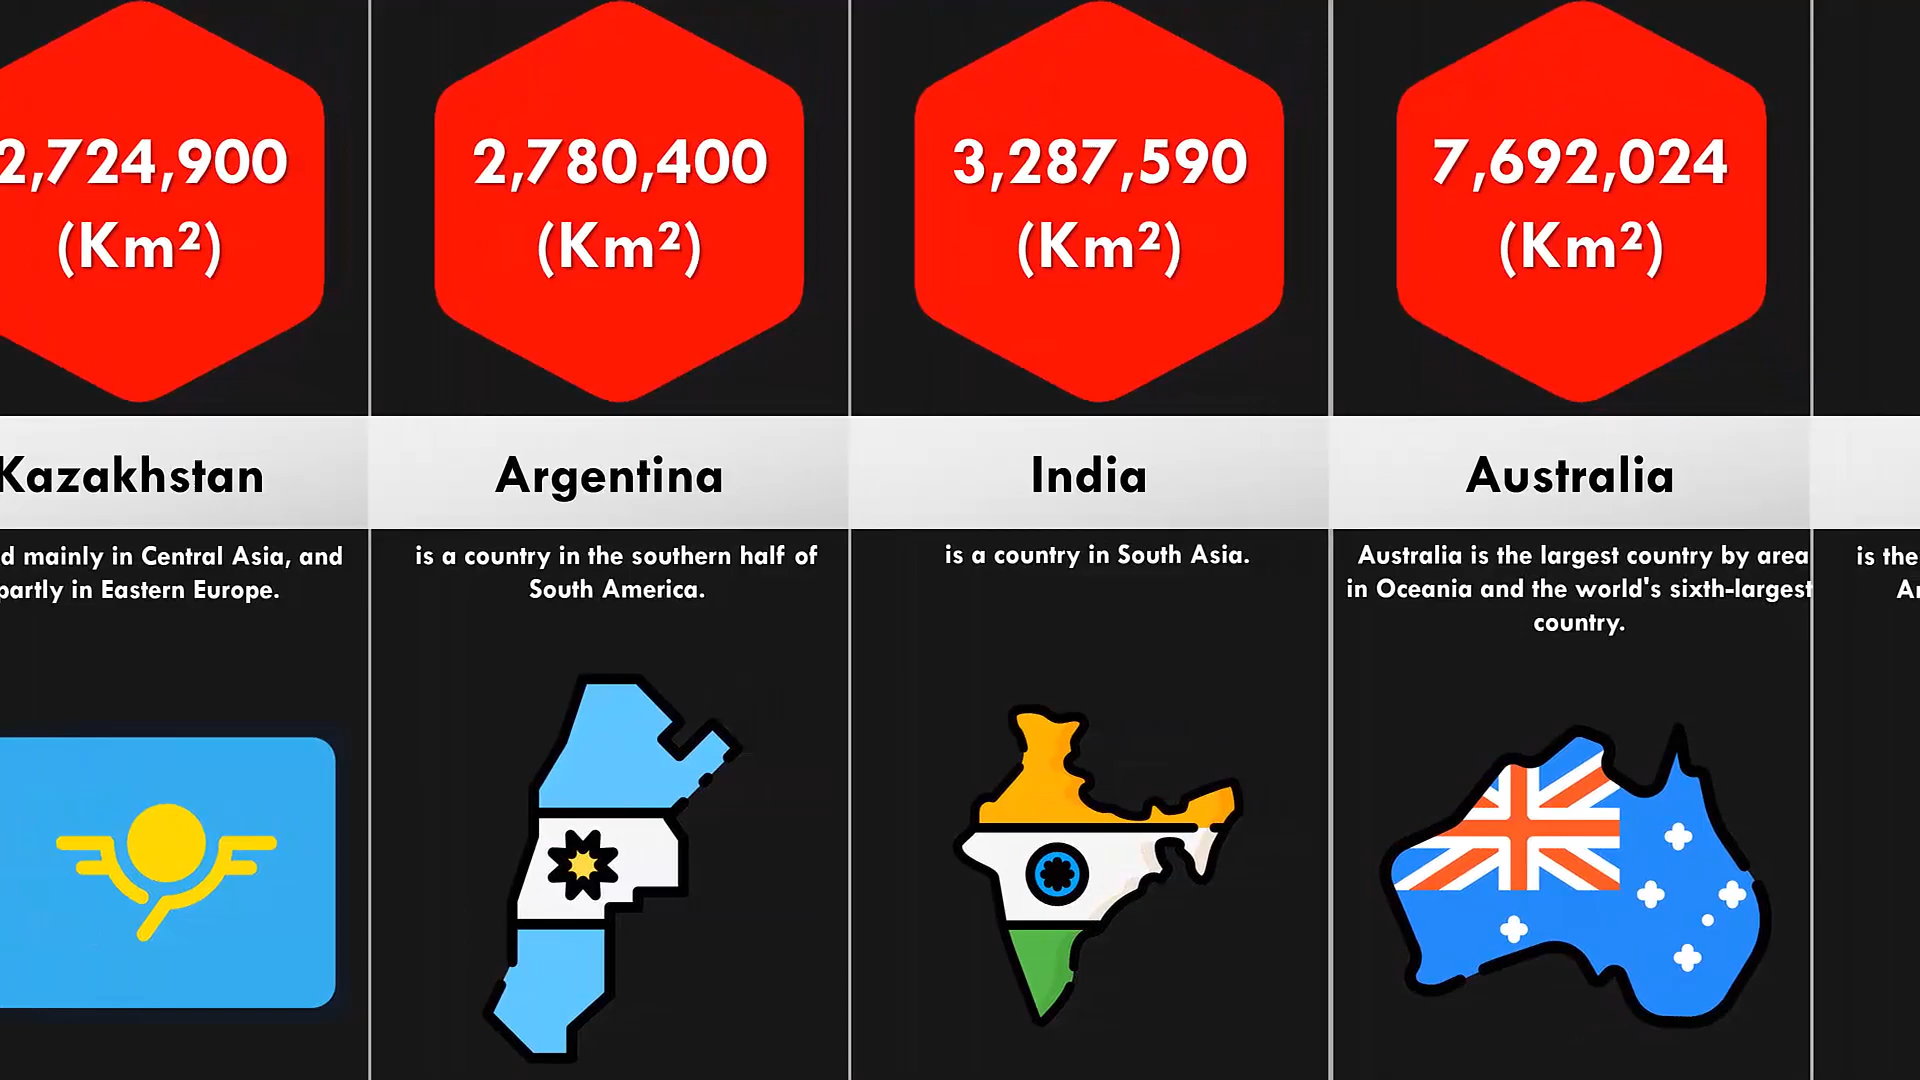 2,724,900
(Km²)
Kazakhstan
d mainly in Central Asia, and
partly in Eastern Europe.
2,780,400
(Km²)
Argentina
is a country in the southern half of
South America.
3,287,590
(Km²)
India
is a country in South Asia.
7,692,024
(Km²)
Australia
Australia is the largest country by area
in Oceania and the world's sixth-largest
country.
is the